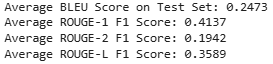 Average BLEU Score on Test Set: 0.2473
Average ROUGE-1 F1 Score: 0.4137
Average ROUGE-2 F1 Score: 0.1942
Average ROUGE-L F1 Score: 0.3589